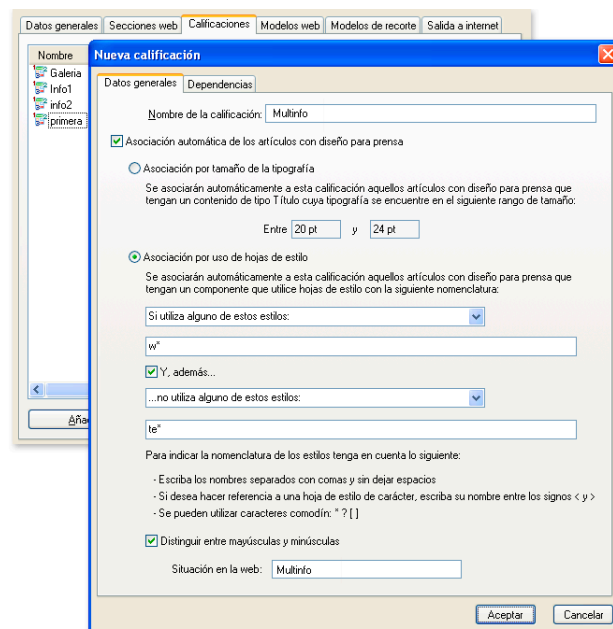 Datos generales Secciones web Calificaciones Modelos web Modelos de recorte Salida a internet
Nombre
Galeria
Info1
info2
primera
Nueva calificación
Datos generales Dependencias
Nombre de la calificación: Multinfo
Asociación automática de los artículos con diseño para prensa
Asociación por tamaño de la tipografía
Se asociarán automáticamente a esta calificación aquellos artículos con diseño para prensa que
tengan un contenido de tipo Título cuya tipografía se encuentre en el siguiente rango de tamaño:
Entre 20 pt y 24 pt
Asociación por uso de hojas de estilo
Se asociarán automáticamente a esta calificación aquellos artículos con diseño para prensa que
tengan un componente que utilice hojas de estilo con la siguiente nomenclatura:
Si utiliza alguno de estos estilos:
w*
Y, además...
...no utiliza alguno de estos estilos:
te*
Para indicar la nomenclatura de los estilos tenga en cuenta lo siguiente:
- Escriba los nombres separados con comas y sin dejar espacios
- Si desea hacer referencia a una hoja de estilo de carácter, escriba su nombre entre los signos < y >
- Se pueden utilizar caracteres comodín: * ? [ ]
Distinguir entre mayúsculas y minúsculas
Situación en la web: Multinfo
Aceptar Cancelar